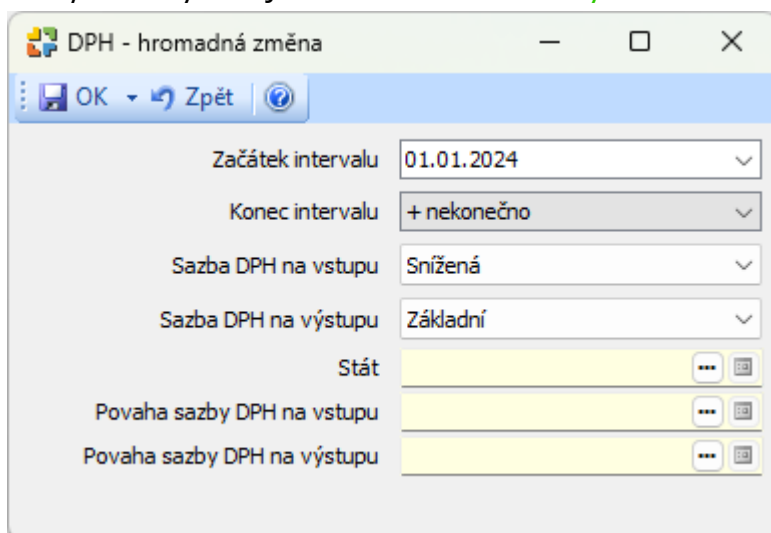 DPH - hromadná změna
OK Zpět
Začátek intervalu 01.01.2024
Konec intervalu + nekonečno
Sazba DPH na vstupu Snížená
Sazba DPH na výstupu Základní
Stát
Povaha sazby DPH na vstupu
Povaha sazby DPH na výstupu